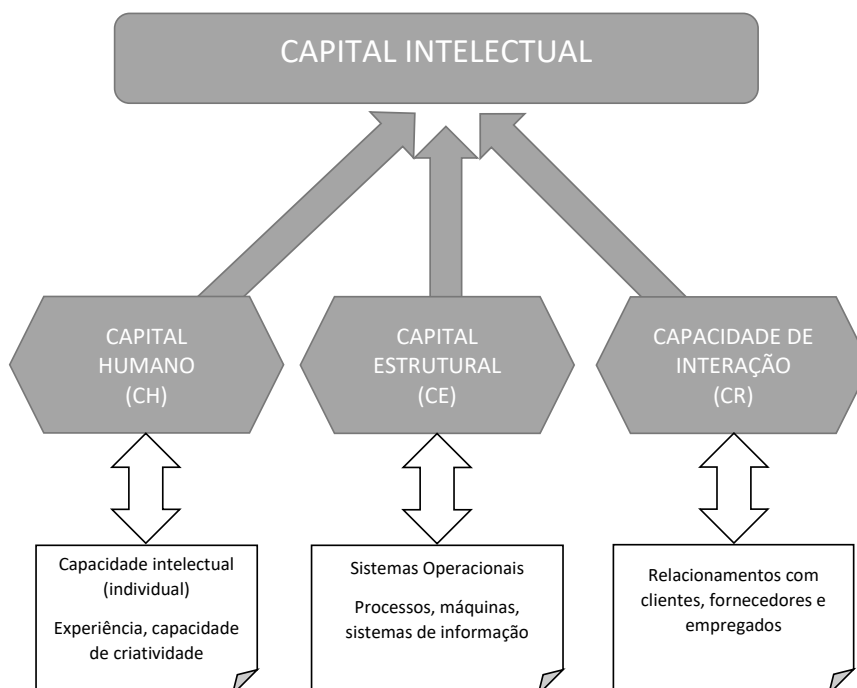 CAPITAL INTELECTUAL
CAPITAL
HUMANO
(CH)
CAPITAL
ESTRUTURAL
(CE)
CAPACIDADE DE
INTERAÇÃO
(CR)
Capacidade intelectual
(individual)
Experiência, capacidade
de criatividade
Sistemas Operacionais
Processos, máquinas,
sistemas de informação
Relacionamentos com
clientes, fornecedores e
empregados